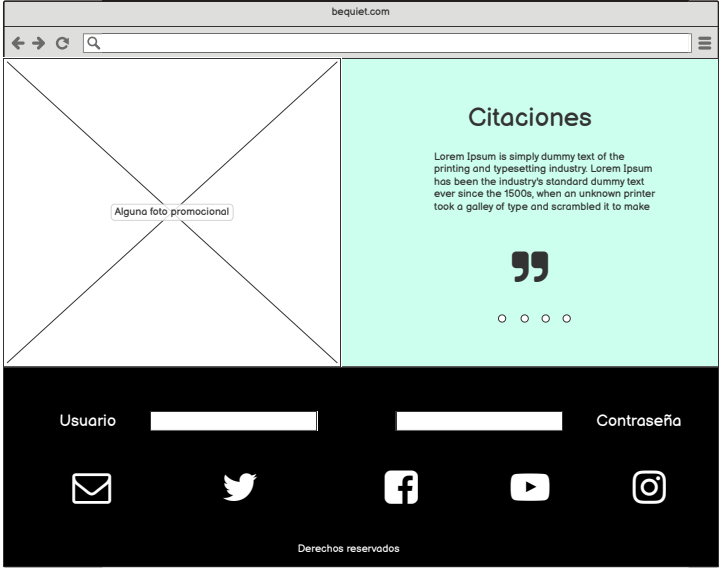 bequiet.com
Alguna foto promocional
Citaciones
Lorem Ipsum is simply dummy text of the
printing and typesetting industry. Lorem Ipsum
has been the industry's standard dummy text
ever since the 1500s, when an unknown printer
took a galley of type and scrambled it to make
Usuario
Contraseña
Derechos reservados